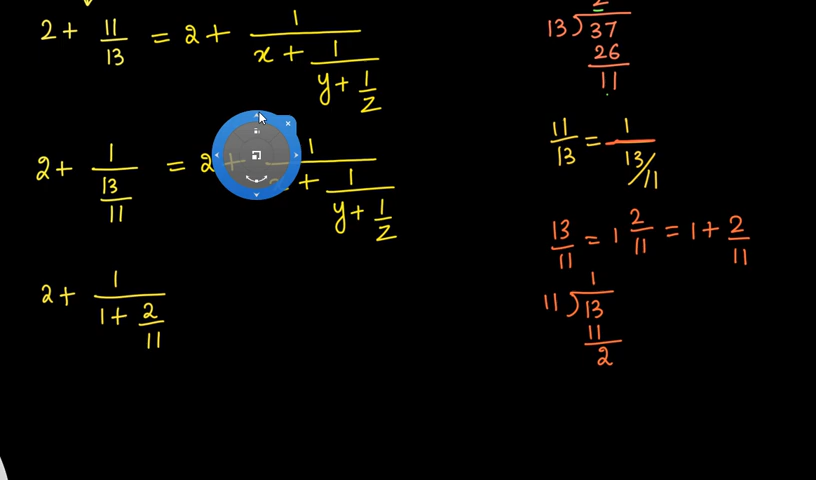 2 + 11/13 = 2 + 1/(x + 1/(y + 1/z))
2 + 1/(13/11) = 2 + 1/(x + 1/(y + 1/z))
2 + 1/(1 + 2/11)
2
13)37
26
11
11/13 = 1/(13/11)
13/11 = 1 2/11 = 1 + 2/11
1
11)13
11
2